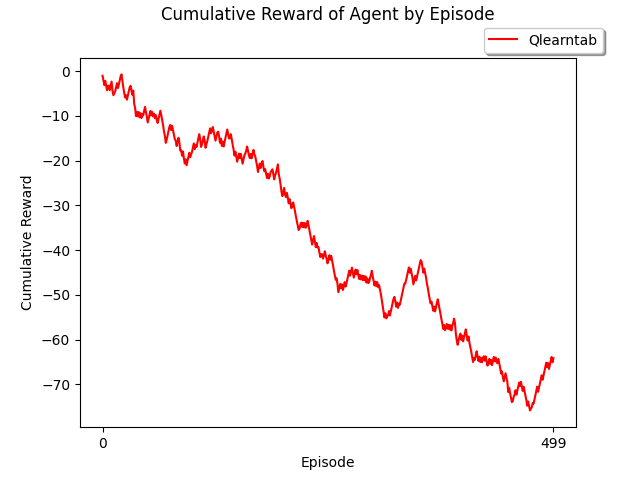 Cumulative Reward of Agent by Episode
Qlearntab
0
−10
−20
−30
−40
−50
−60
−70
Cumulative Reward
0 499
Episode